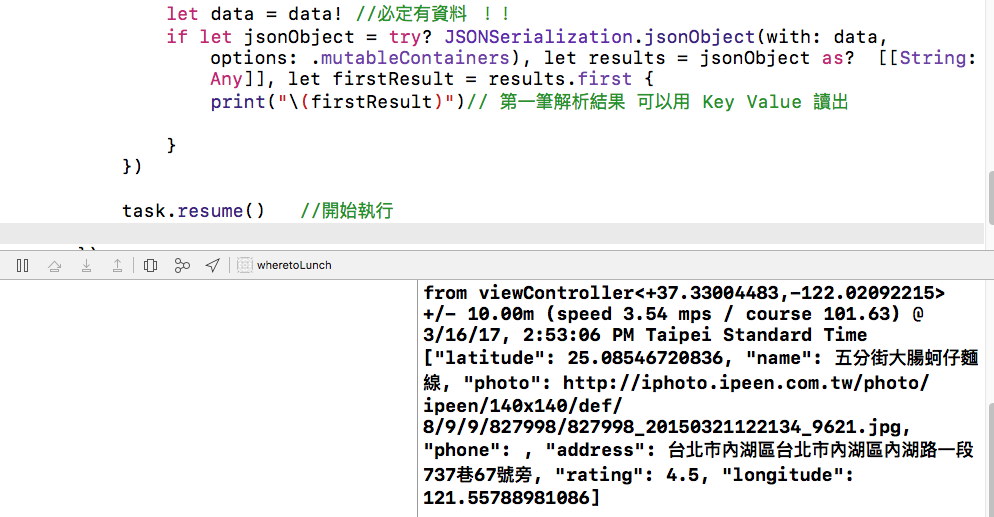 let data = data! //必定有資料 ！！
if let jsonObject = try? JSONSerialization.jsonObject(with: data,
options: .mutableContainers), let results = jsonObject as?  [[String:
Any]], let firstResult = results.first {
print("\(firstResult)")// 第一筆解析結果 可以用 Key Value 讀出
}
})
task.resume()   //開始執行
wheretoLunch
from viewController<+37.33004483,-122.02092215>
+/- 10.00m (speed 3.54 mps / course 101.63) @
3/16/17, 2:53:06 PM Taipei Standard Time
["latitude": 25.08546720836, "name": 五分街大腸蚵仔麵
線, "photo": http://iphoto.ipeen.com.tw/photo/
ipeen/140x140/def/
8/9/9/827998/827998_20150321122134_9621.jpg,
"phone": , "address": 台北市內湖區台北市內湖區內湖路一段
737巷67號旁, "rating": 4.5, "longitude":
121.55788981086]